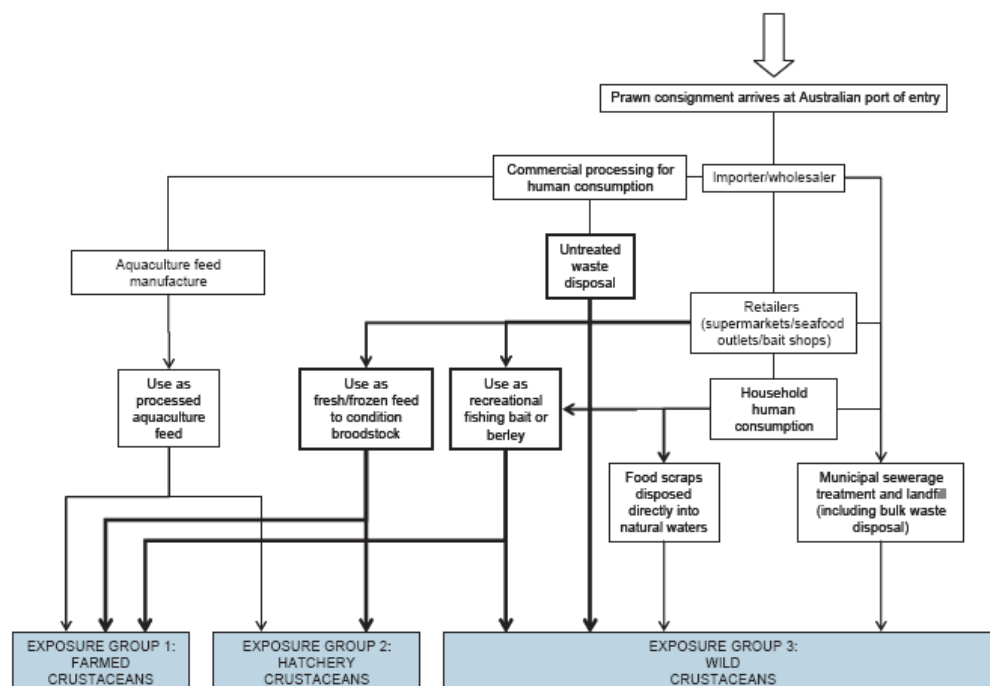 Prawn consignment arrives at Australian port of entry
Commercial processing for
human consumption
Importer/wholesaler
Untreated
waste
disposal
Aquaculture feed
manufacture
Retailers
(supermarkets/seafood
outlets/bait shops)
Use as
processed
aquaculture
feed
Use as
fresh/frozen feed
to condition
broodstock
Use as
recreational
fishing bait or
berley
Household
human
consumption
Food scraps
disposed
directly into
natural waters
Municipal sewerage
treatment and landfill
(including bulk waste
disposal)
EXPOSURE GROUP 1:
FARMED
CRUSTACEANS
EXPOSURE GROUP 2:
HATCHERY
CRUSTACEANS
EXPOSURE GROUP 3:
WILD
CRUSTACEANS